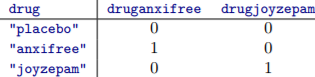 drug druganxifree drugjoyzepam
"placebo" 0 0
"anxifree" 1 0
"joyzepam" 0 1